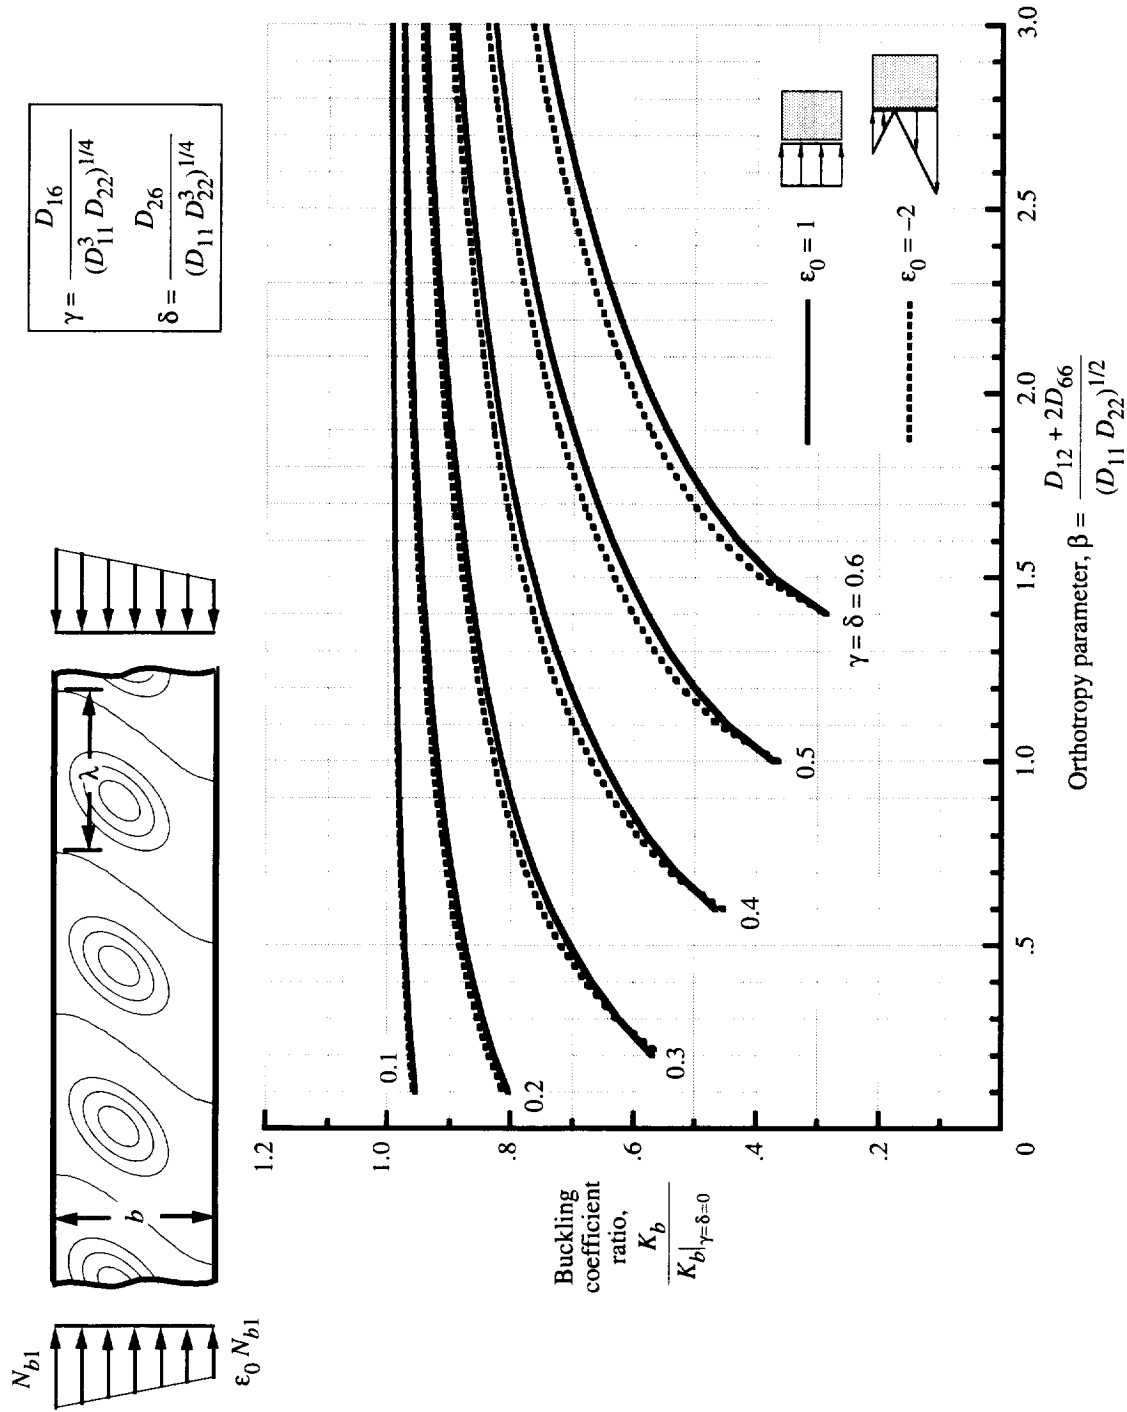 N_{b1}
ε_0 N_{b1}
b
λ
γ = D_{16} / (D_{11}^3 D_{22})^{1/4}
δ = D_{26} / (D_{11} D_{22}^3)^{1/4}
Buckling
coefficient
ratio,
K_b / K_b|_{γ=δ=0}
1.2
1.0
.8
.6
.4
.2
0
0.1
0.2
0.3
0.4
0.5
γ = δ = 0.6
ε_0 = 1
ε_0 = −2
.5
1.0
1.5
2.0
2.5
3.0
Orthotropy parameter, β = D_{12} + 2D_{66} / (D_{11} D_{22})^{1/2}